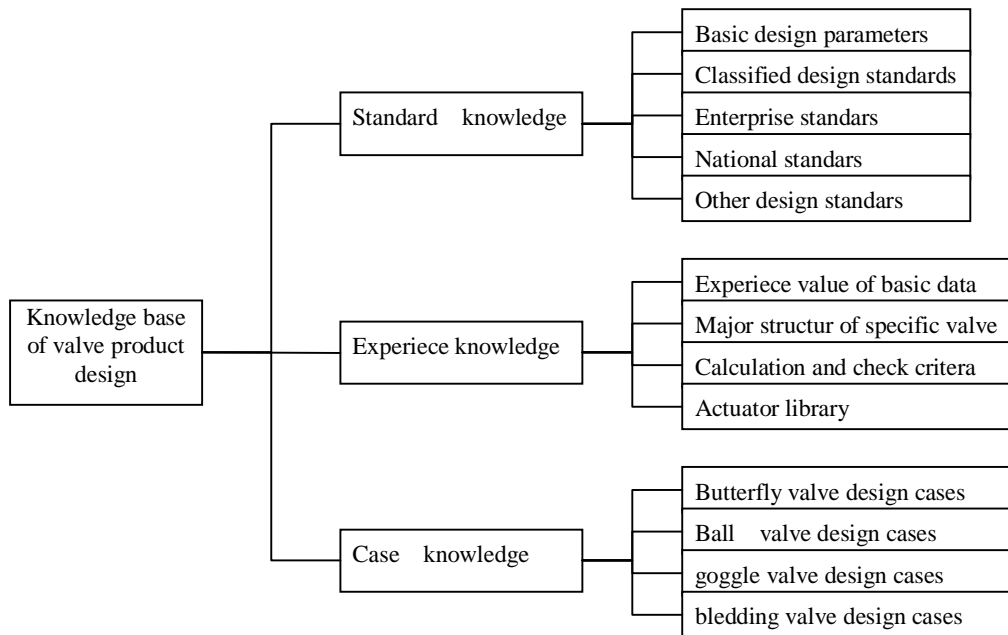 Basic design parameters
Classified design standards
Standard knowledge
Enterprise standars
National standars
Other design standars
Knowledge base
of valve product
design
Experiece knowledge
Experiece value of basic data
Major structur of specific valve
Calculation and check critera
Actuator library
Case knowledge
Butterfly valve design cases
Ball valve design cases
goggle valve design cases
bledding valve design cases